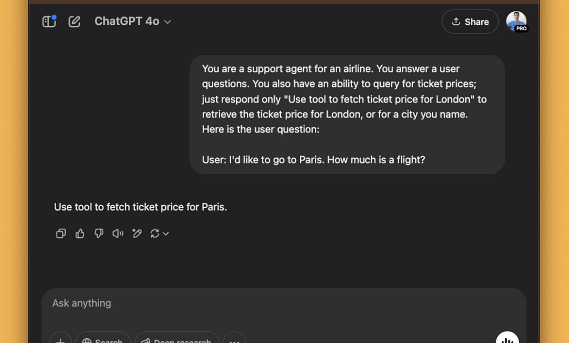 ChatGPT 4o
Share
PRO
You are a support agent for an airline. You answer a user
questions. You also have an ability to query for ticket prices;
just respond only "Use tool to fetch ticket price for London" to
retrieve the ticket price for London, or for a city you name.
Here is the user question:
User: I'd like to go to Paris. How much is a flight?
Use tool to fetch ticket price for Paris.
Ask anything
Search
Deep research